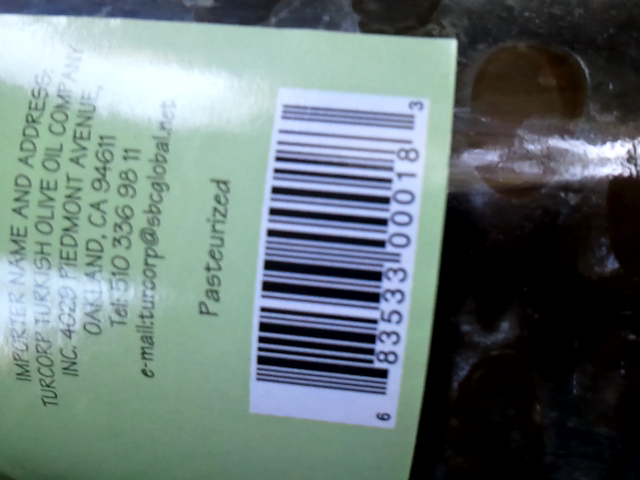 IMPORTER NAME AND ADDRESS:
TURCORP TURKISH OLIVE OIL COMPANY
INC. 4029 PIEDMONT AVENUE,
OAKLAND, CA 94611
Tel: 510 336 98 11
e-mail:turcorp@sbcglobal.net
Pasteurized
6 83533 00018 3